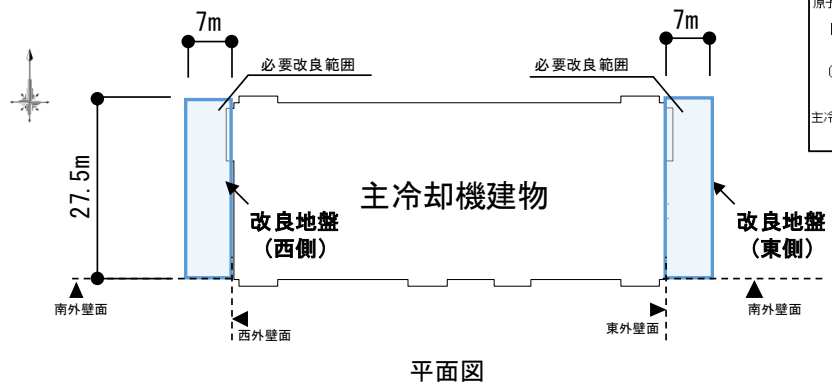 7m
7m
必要改良範囲
必要改良範囲
27.5m
主冷却機建物
改良地盤
(西側)
改良地盤
(東側)
南外壁面
西外壁面
東外壁面
南外壁面
平面図
主冷